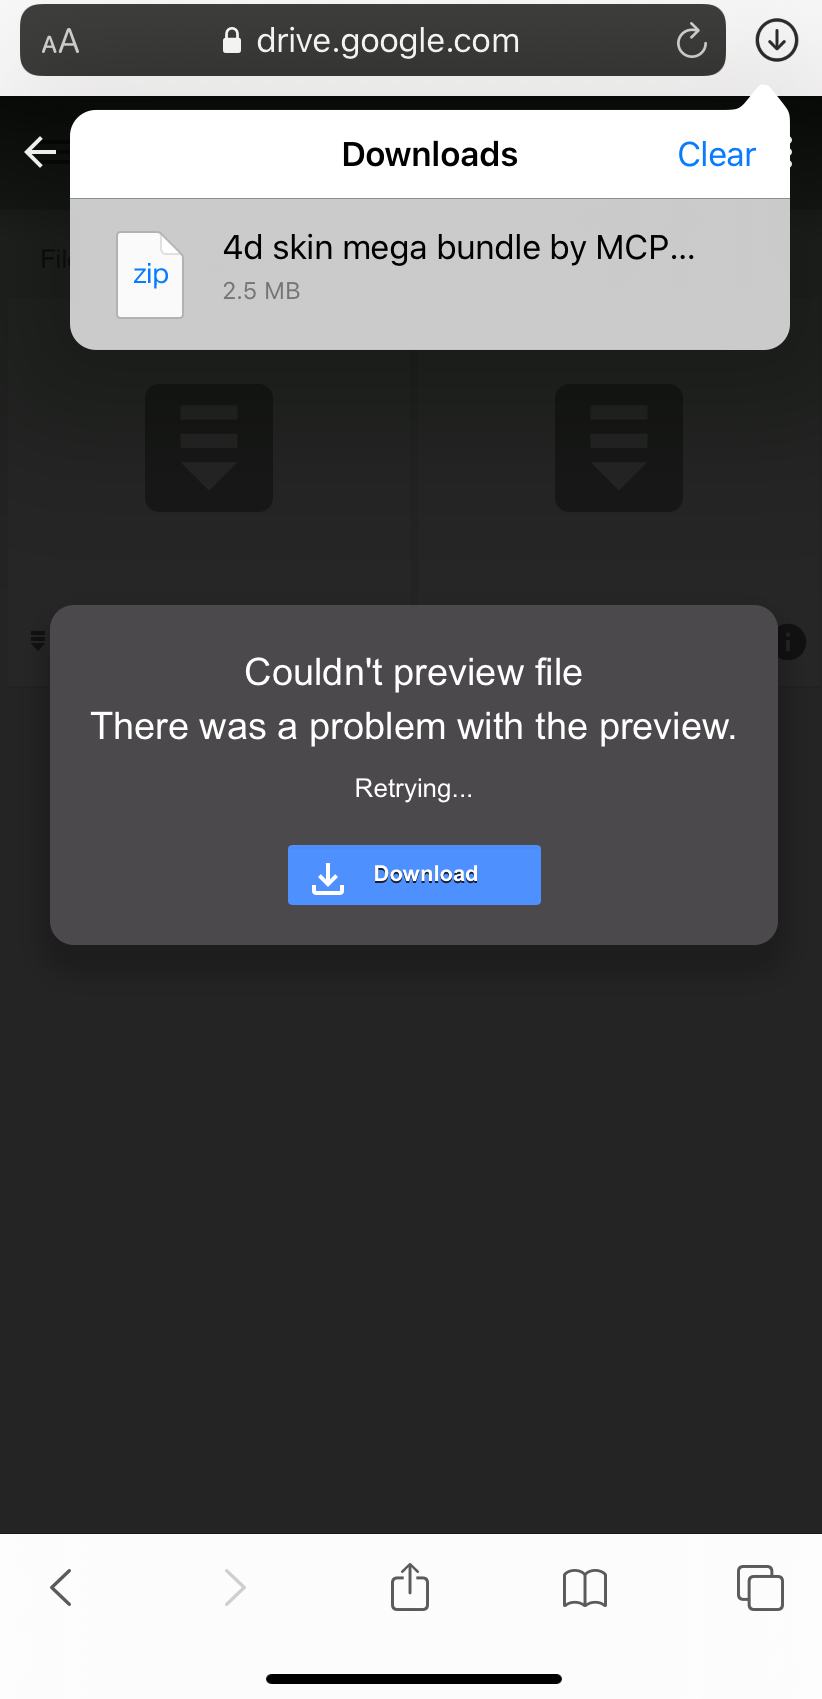 AA drive.google.com
Downloads Clear
4d skin mega bundle by MCP...
zip
2.5 MB
Couldn't preview file
There was a problem with the preview.
Retrying...
Download